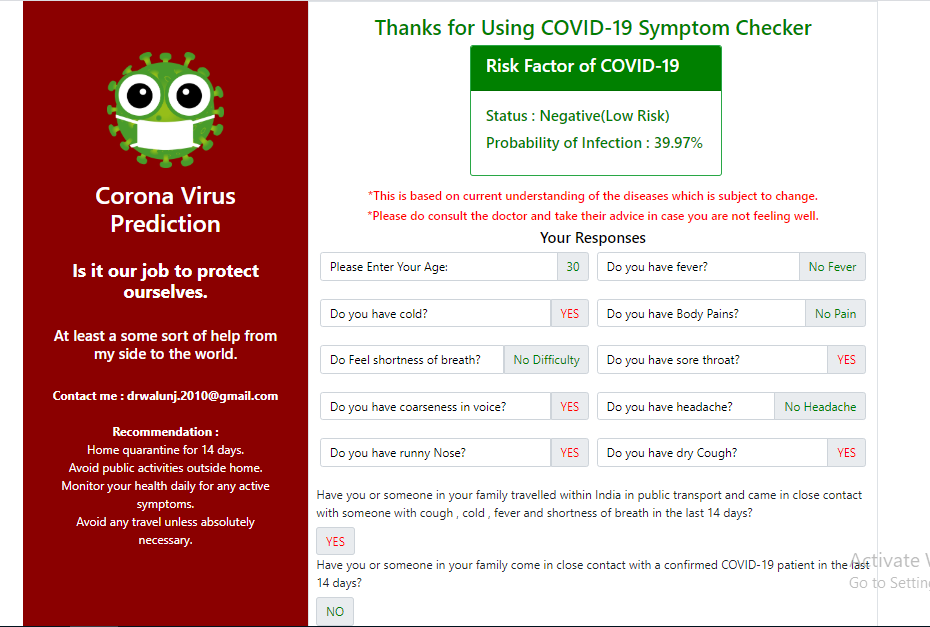 Corona Virus
Prediction
Is it our job to protect
ourselves.
At least a some sort of help from
my side to the world.
Contact me : drwalunj.2010@gmail.com
Recommendation :
Home quarantine for 14 days.
Avoid public activities outside home.
Monitor your health daily for any active
symptoms.
Avoid any travel unless absolutely
necessary.
Thanks for Using COVID-19 Symptom Checker
Risk Factor of COVID-19
Status : Negative(Low Risk)
Probability of Infection : 39.97%
*This is based on current understanding of the diseases which is subject to change.
*Please do consult the doctor and take their advice in case you are not feeling well.
Your Responses
Please Enter Your Age: 30
Do you have fever? No Fever
Do you have cold? YES
Do you have Body Pains? No Pain
Do Feel shortness of breath? No Difficulty
Do you have sore throat? YES
Do you have coarseness in voice? YES
Do you have headache? No Headache
Do you have runny Nose? YES
Do you have dry Cough? YES
Have you or someone in your family travelled within India in public transport and came in close contact
with someone with cough , cold , fever and shortness of breath in the last 14 days?
YES
Have you or someone in your family come in close contact with a confirmed COVID-19 patient in the last
14 days?
NO
Activate
Go to